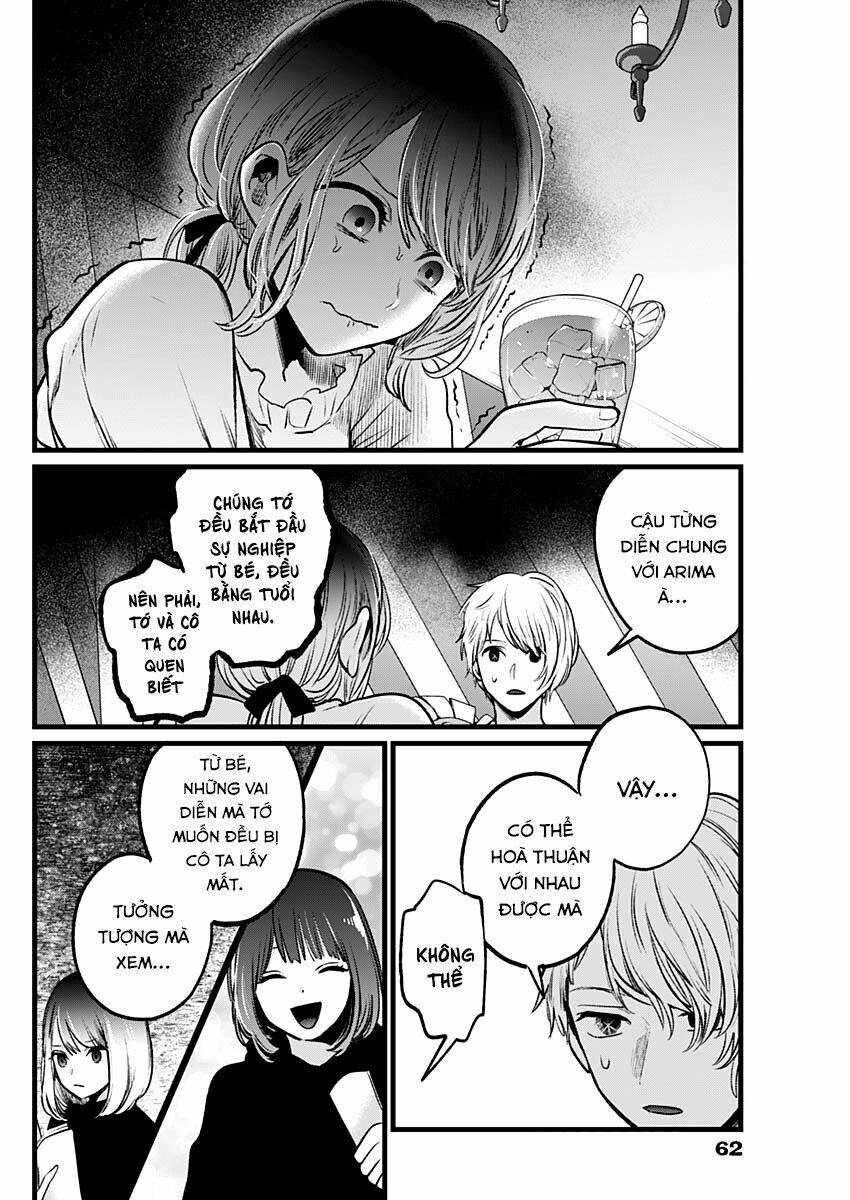 CẬU TỪNG
DIỄN CHUNG
VỚI ARIMA
À...
CHÚNG TỚ
ĐỀU BẮT ĐẦU
SỰ NGHIỆP
TỪ BÉ, ĐỀU
BẰNG TUỔI
NHAU.
NÊN PHẢI,
TỚ VÀ CÔ
TA CÓ
QUEN
BIẾT
VẬY...
CÓ THỂ
HOÀ THUẬN
VỚI NHAU
ĐƯỢC MÀ
KHÔNG
THỂ
TỪ BÉ,
NHỮNG VAI
DIỄN MÀ TỚ
MUỐN ĐỀU BỊ
CÔ TA LẤY
MẤT.
TƯỞNG
TƯỢNG MÀ
XEM...
62